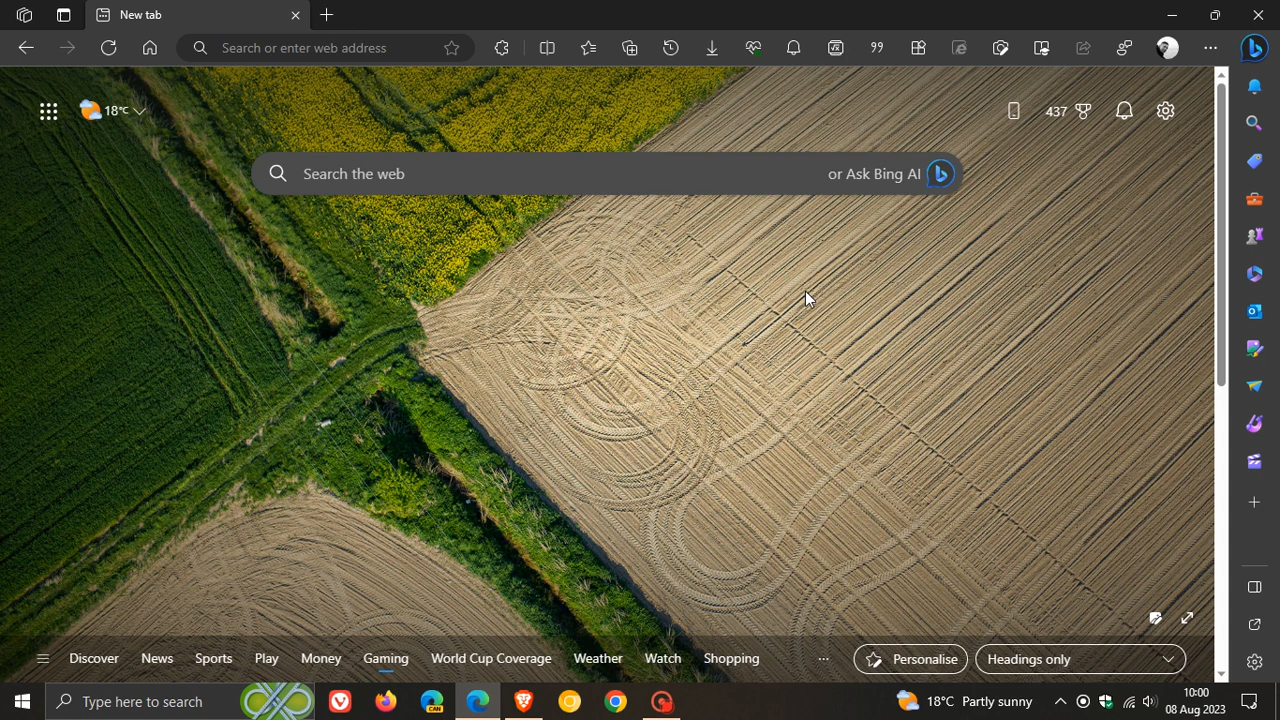 New tab
Search or enter web address
18°C
437
Search the web
or Ask Bing AI
Discover
News
Sports
Play
Money
Gaming
World Cup Coverage
Weather
Watch
Shopping
...
Personalise
Headings only
Type here to search
CAN
18°C Partly sunny
10:00
08 Aug 2023